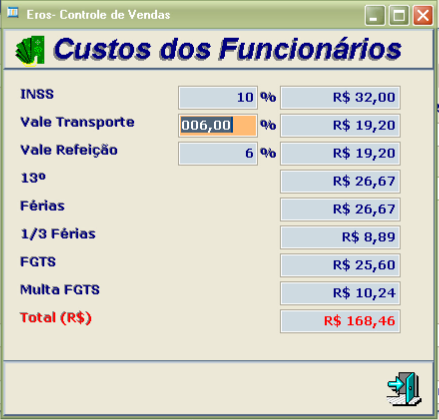 Eros- Controle de Vendas
Custos dos Funcionários
INSS 10 % R$ 32,00
Vale Transporte 006,00 % R$ 19,20
Vale Refeição 6 % R$ 19,20
13º R$ 26,67
Férias R$ 26,67
1/3 Férias R$ 8,89
FGTS R$ 25,60
Multa FGTS R$ 10,24
Total (R$) R$ 168,46